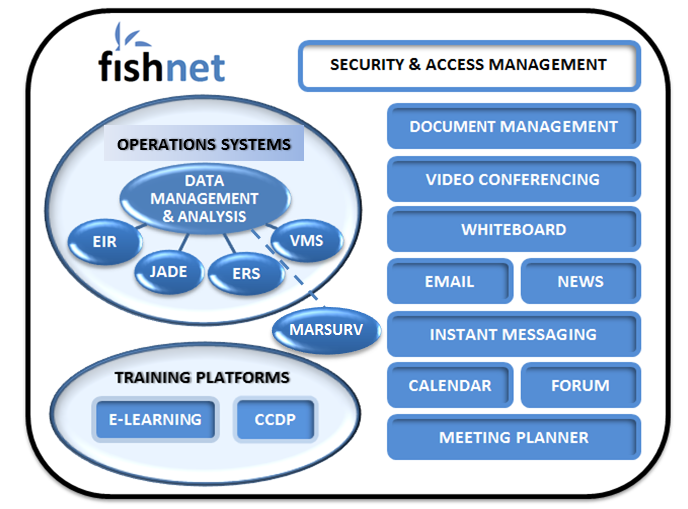 fishnet
SECURITY & ACCESS MANAGEMENT
OPERATIONS SYSTEMS
DATA
MANAGEMENT
& ANALYSIS
EIR
JADE
ERS
VMS
MARSURV
TRAINING PLATFORMS
E-LEARNING
CCDP
DOCUMENT MANAGEMENT
VIDEO CONFERENCING
WHITEBOARD
EMAIL
NEWS
INSTANT MESSAGING
CALENDAR
FORUM
MEETING PLANNER